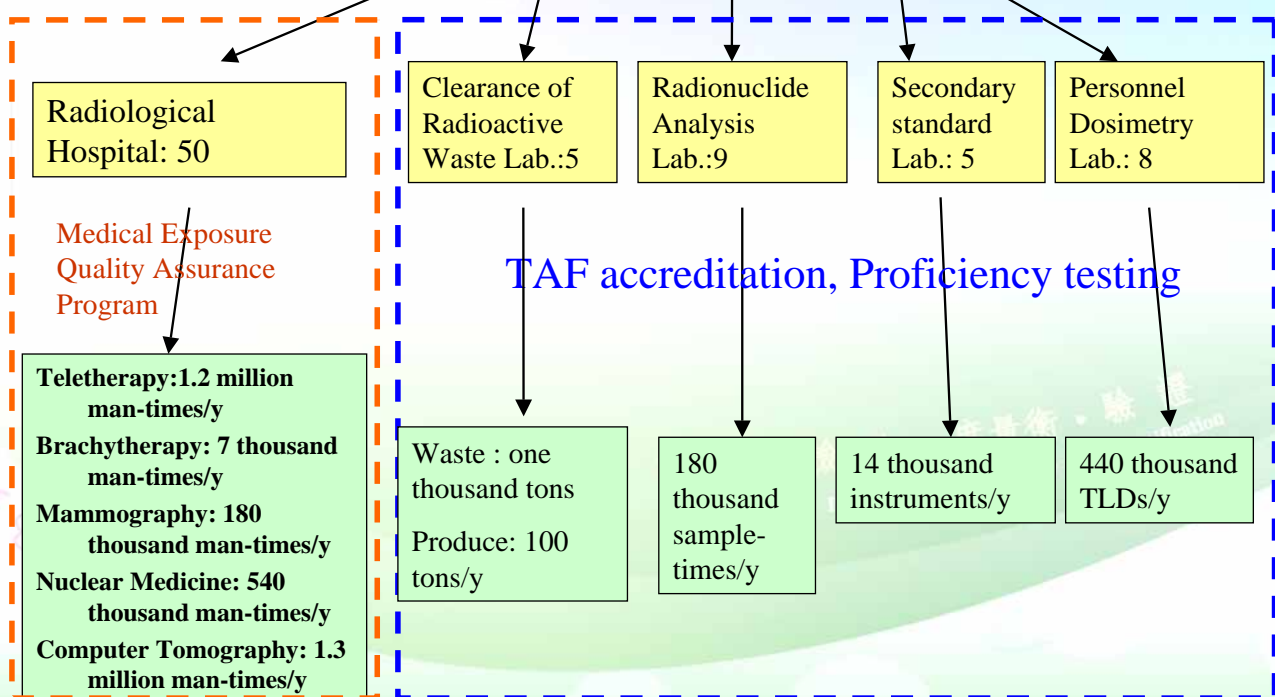 Radiological
Hospital: 50
Medical Exposure
Quality Assurance
Program
Teletherapy:1.2 million
man-times/y
Brachytherapy: 7 thousand
man-times/y
Mammography: 180
thousand man-times/y
Nuclear Medicine: 540
thousand man-times/y
Computer Tomography: 1.3
million man-times/y
Clearance of
Radioactive
Waste Lab.:5
Radionuclide
Analysis
Lab.:9
Secondary
standard
Lab.: 5
Personnel
Dosimetry
Lab.: 8
TAF accreditation, Proficiency testing
Waste : one
thousand tons
Produce: 100
tons/y
180
thousand
sample-
times/y
14 thousand
instruments/y
440 thousand
TLDs/y